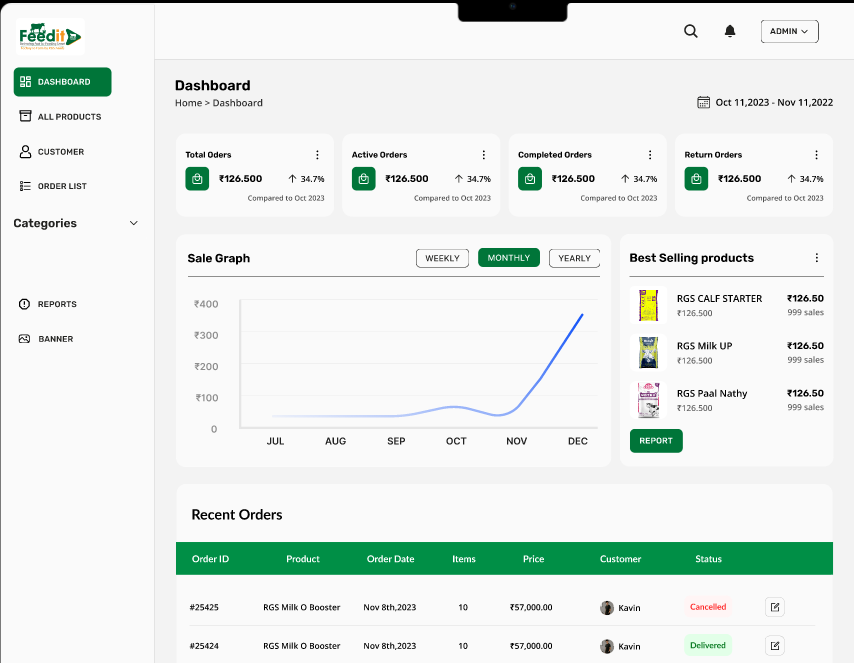 Feedit
ADMIN
DASHBOARD
ALL PRODUCTS
CUSTOMER
ORDER LIST
Categories
REPORTS
BANNER
Dashboard
Home > Dashboard
Oct 11,2023 - Nov 11,2022
Total Oders
₹126.500
34.7%
Compared to Oct 2023
Active Orders
₹126.500
34.7%
Compared to Oct 2023
Completed Orders
₹126.500
34.7%
Compared to Oct 2023
Return Orders
₹126.500
34.7%
Compared to Oct 2023
Sale Graph
WEEKLY MONTHLY YEARLY
₹400
₹300
₹200
₹100
0
JUL AUG SEP OCT NOV DEC
Best Selling products
RGS CALF STARTER ₹126.50
₹126.500 999 sales
RGS Milk UP ₹126.50
₹126.500 999 sales
RGS Paal Nathy ₹126.50
₹126.500 999 sales
REPORT
Recent Orders
Order ID Product Order Date Items Price Customer Status
#25425 RGS Milk O Booster Nov 8th,2023 10 ₹57,000.00 Kavin Cancelled
#25424 RGS Milk O Booster Nov 8th,2023 10 ₹57,000.00 Kavin Delivered